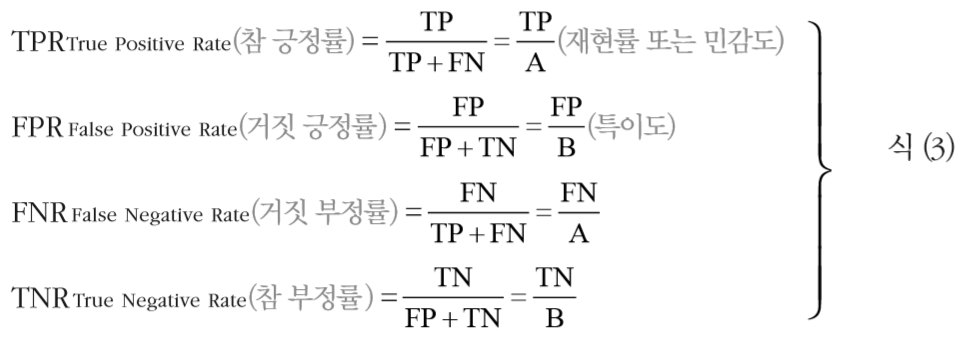 TPR True Positive Rate(참 긍정률) = TP / (TP + FN) = TP / A (재현률 또는 민감도)
FPR False Positive Rate(거짓 긍정률) = FP / (FP + TN) = FP / B (특이도)
식 (3)
FNR False Negative Rate(거짓 부정률) = FN / (TP + FN) = FN / A
TNR True Negative Rate(참 부정률) = TN / (FP + TN) = TN / B